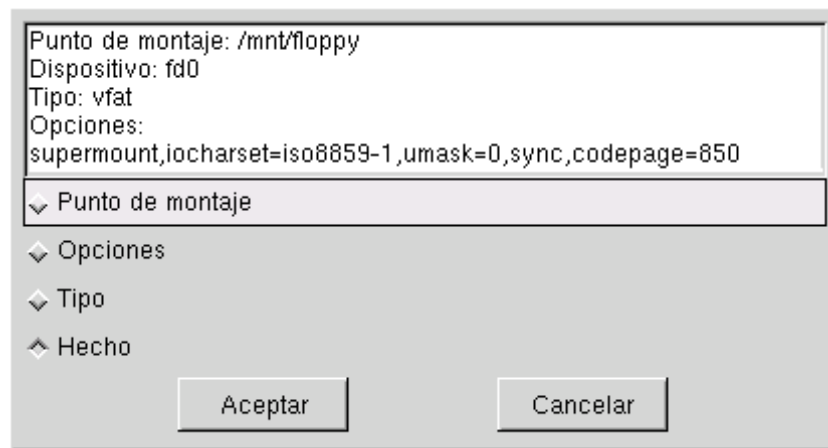 Punto de montaje: /mnt/floppy
Dispositivo: fd0
Tipo: vfat
Opciones:
supermount,iocharset=iso8859-1,umask=0,sync,codepage=850
Punto de montaje
Opciones
Tipo
Hecho
Aceptar
Cancelar